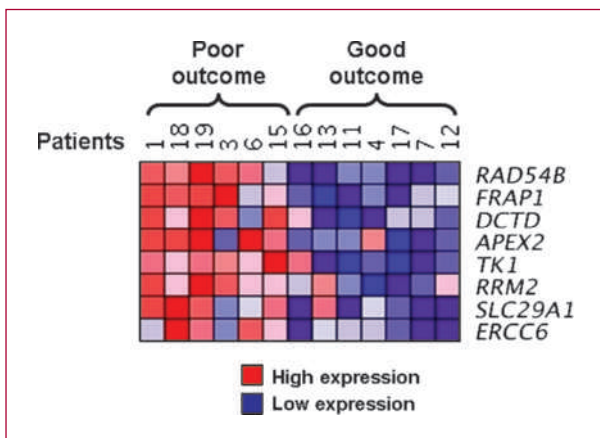 Poor outcome
Good outcome
Patients 1 18 19 3 6 15 16 13 11 4 17 7 12
RAD54B
FRAP1
DCTD
APEX2
TK1
RRM2
SLC29A1
ERCC6
High expression
Low expression